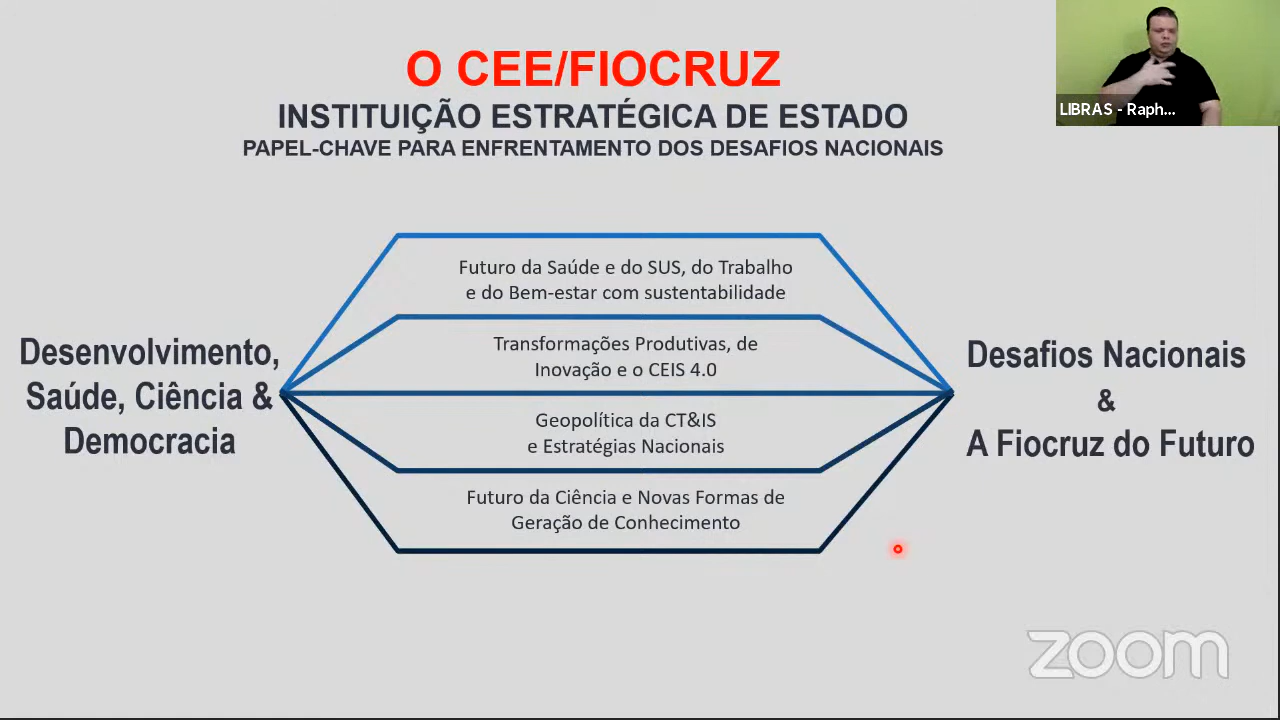 O CEE/FIOCRUZ
INSTITUIÇÃO ESTRATÉGICA DE ESTADO
PAPEL-CHAVE PARA ENFRENTAMENTO DOS DESAFIOS NACIONAIS
LIBRAS - Raph...
Desenvolvimento,
Saúde, Ciência &
Democracia
Futuro da Saúde e do SUS, do Trabalho
e do Bem-estar com sustentabilidade
Transformações Produtivas, de
Inovação e o CEIS 4.0
Geopolítica da CT&IS
e Estratégias Nacionais
Futuro da Ciência e Novas Formas de
Geração de Conhecimento
Desafios Nacionais
&
A Fiocruz do Futuro
zoom